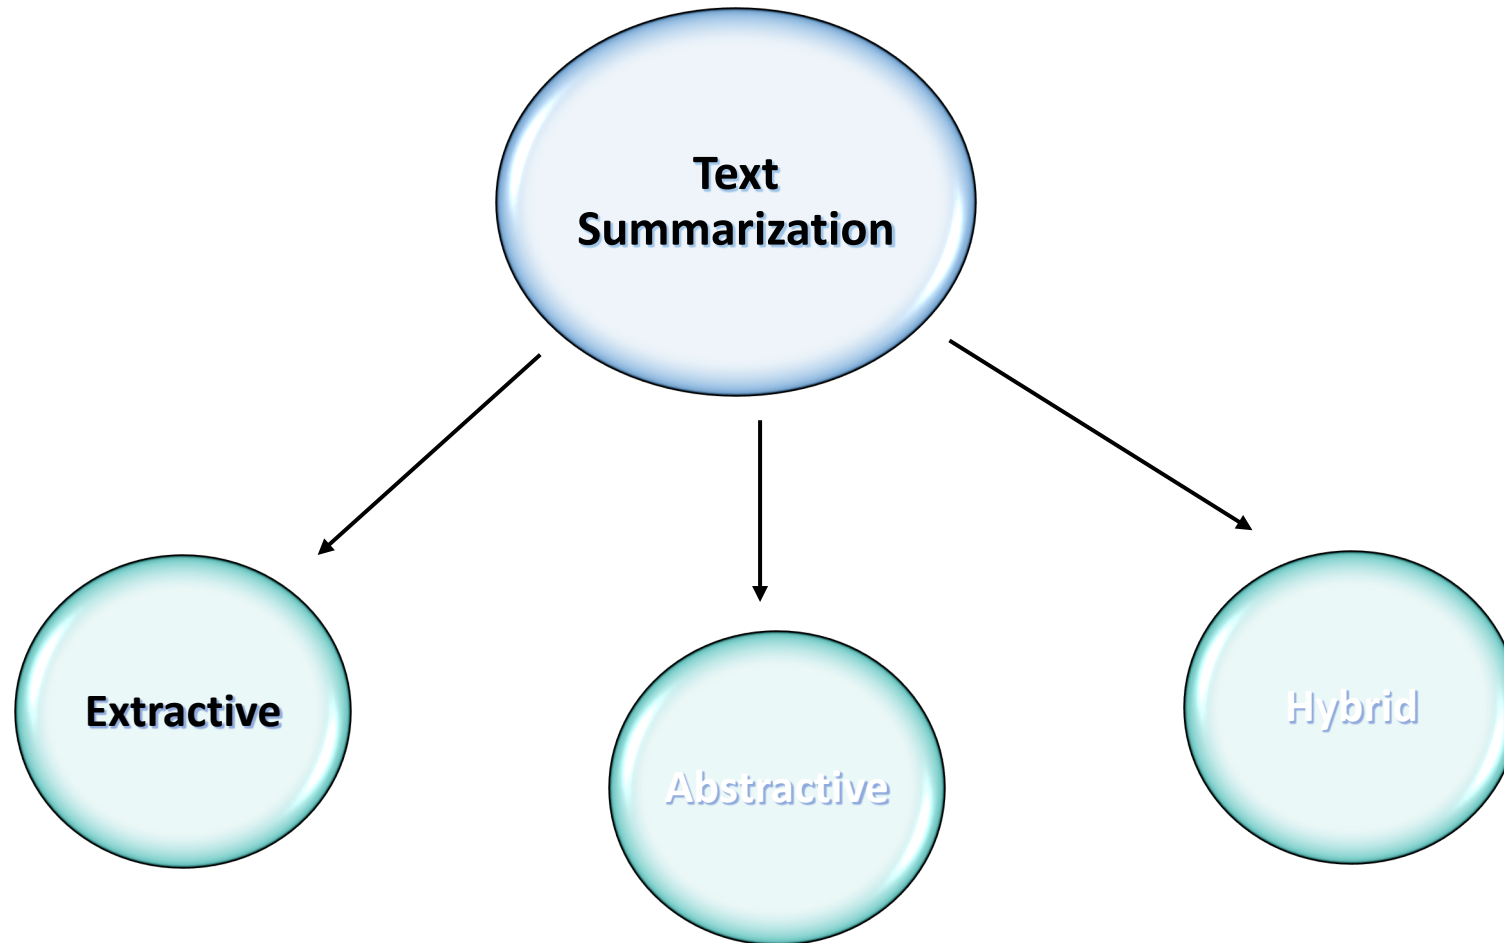 Text
Summarization
Extractive
Abstractive
Hybrid